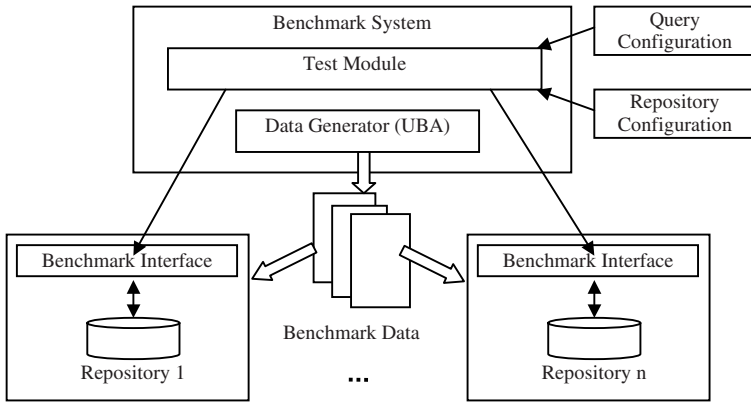 Benchmark System
Query
Configuration
Test Module
Repository
Configuration
Data Generator (UBA)
Benchmark Interface
Benchmark Interface
Benchmark Data
Repository 1
...
Repository n